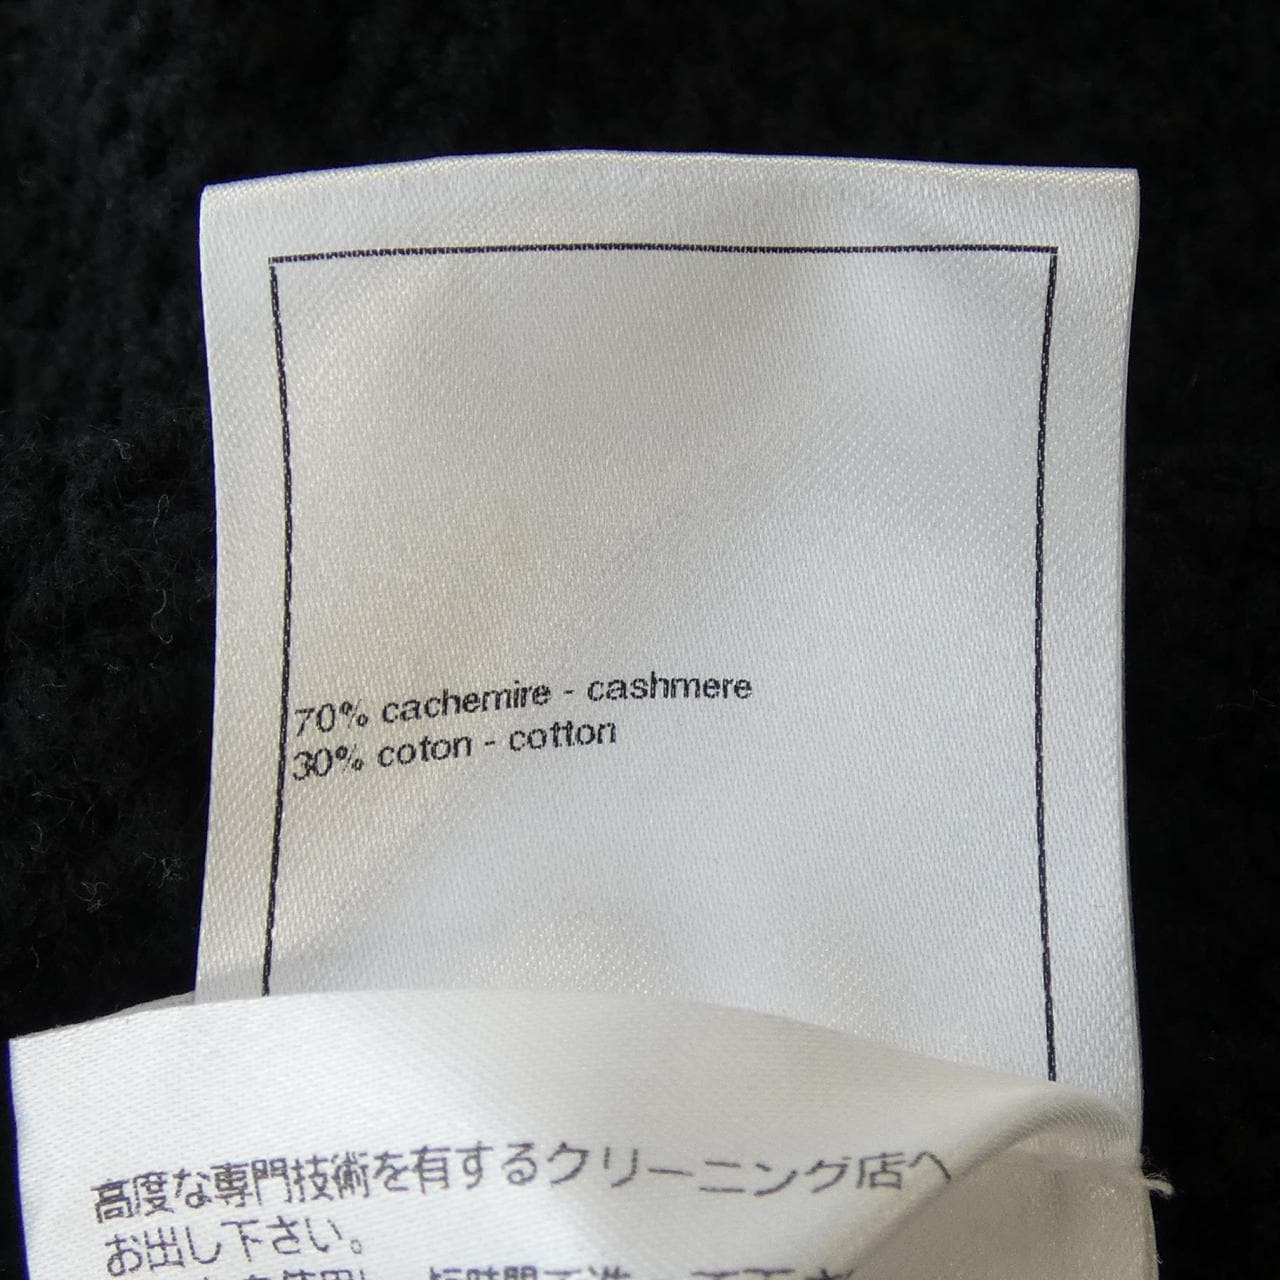 70% cachemire - cashmere
30% coton - cotton
高度な専門技術を有するクリーニング店へ
お出し下さい。